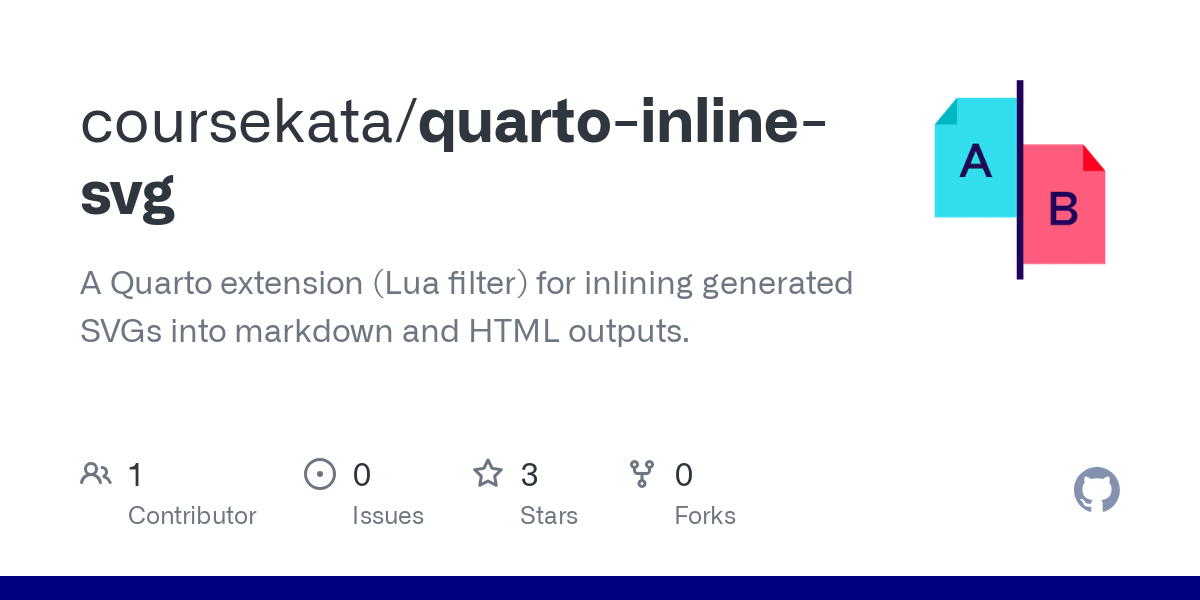 coursekata/quarto-inline-
svg
A
B
A Quarto extension (Lua filter) for inlining generated
SVGs into markdown and HTML outputs.
1 0 3 0
Contributor Issues Stars Forks